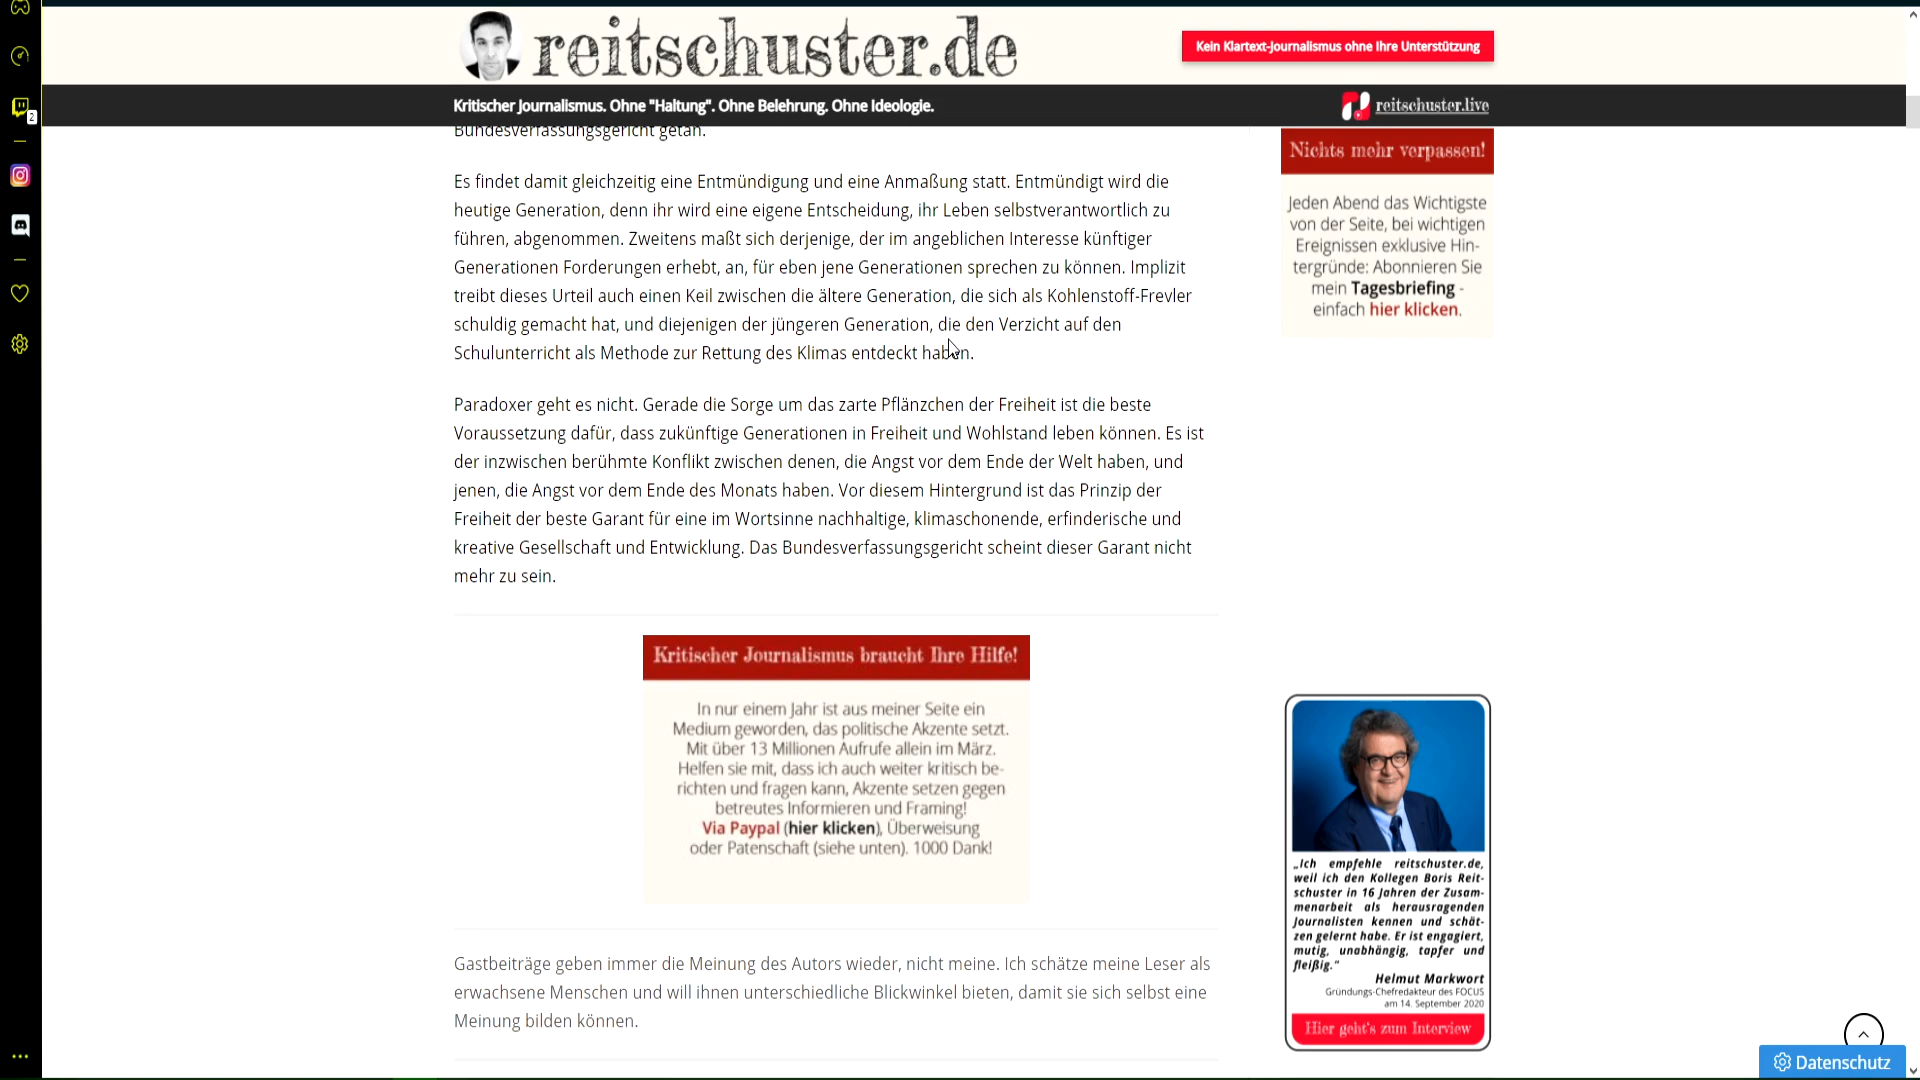 reitschuster.de
Kein Klartext-Journalismus ohne Ihre Unterstützung
Kritischer Journalismus. Ohne "Haltung". Ohne Belehrung. Ohne Ideologie.
reitschuster.live
2
Bundesverfassungsgericht getan.
Es findet damit gleichzeitig eine Entmündigung und eine Anmaßung statt. Entmündigt wird die
heutige Generation, denn ihr wird eine eigene Entscheidung, ihr Leben selbstverantwortlich zu
führen, abgenommen. Zweitens maßt sich derjenige, der im angeblichen Interesse künftiger
Generationen Forderungen erhebt, an, für eben jene Generationen sprechen zu können. Implizit
treibt dieses Urteil auch einen Keil zwischen die ältere Generation, die sich als Kohlenstoff-Frevler
schuldig gemacht hat, und diejenigen der jüngeren Generation, die den Verzicht auf den
Schulunterricht als Methode zur Rettung des Klimas entdeckt haben.
Paradoxer geht es nicht. Gerade die Sorge um das zarte Pflänzchen der Freiheit ist die beste
Voraussetzung dafür, dass zukünftige Generationen in Freiheit und Wohlstand leben können. Es ist
der inzwischen berühmte Konflikt zwischen denen, die Angst vor dem Ende der Welt haben, und
jenen, die Angst vor dem Ende des Monats haben. Vor diesem Hintergrund ist das Prinzip der
Freiheit der beste Garant für eine im Wortsinne nachhaltige, klimaschonende, erfinderische und
kreative Gesellschaft und Entwicklung. Das Bundesverfassungsgericht scheint dieser Garant nicht
mehr zu sein.
Kritischer Journalismus braucht Ihre Hilfe!
In nur einem Jahr ist aus meiner Seite ein
Medium geworden, das politische Akzente setzt.
Mit über 13 Millionen Aufrufe allein im März.
Helfen sie mit, dass ich auch weiter kritisch be-
richten und fragen kann, Akzente setzen gegen
betreutes Informieren und Framing!
Via Paypal (hier klicken), Überweisung
oder Patenschaft (siehe unten). 1000 Dank!
Gastbeiträge geben immer die Meinung des Autors wieder, nicht meine. Ich schätze meine Leser als
erwachsene Menschen und will ihnen unterschiedliche Blickwinkel bieten, damit sie sich selbst eine
Meinung bilden können.
Nichts mehr verpassen!
Jeden Abend das Wichtigste
von der Seite, bei wichtigen
Ereignissen exklusive Hin-
tergründe: Abonnieren Sie
mein Tagesbriefing -
einfach hier klicken.
„Ich empfehle reitschuster.de,
weil ich den Kollegen Boris Reit-
schuster in 16 Jahren der Zusam-
menarbeit als herausragenden
Journalisten kennen und schät-
zen gelernt habe. Er ist engagiert,
mutig, unabhängig, tapfer und
fleißig.“
Helmut Markwort
Gründungs-Chefredakteur des FOCUS
am 14. September 2020
Hier geht's zum Interview
Datenschutz